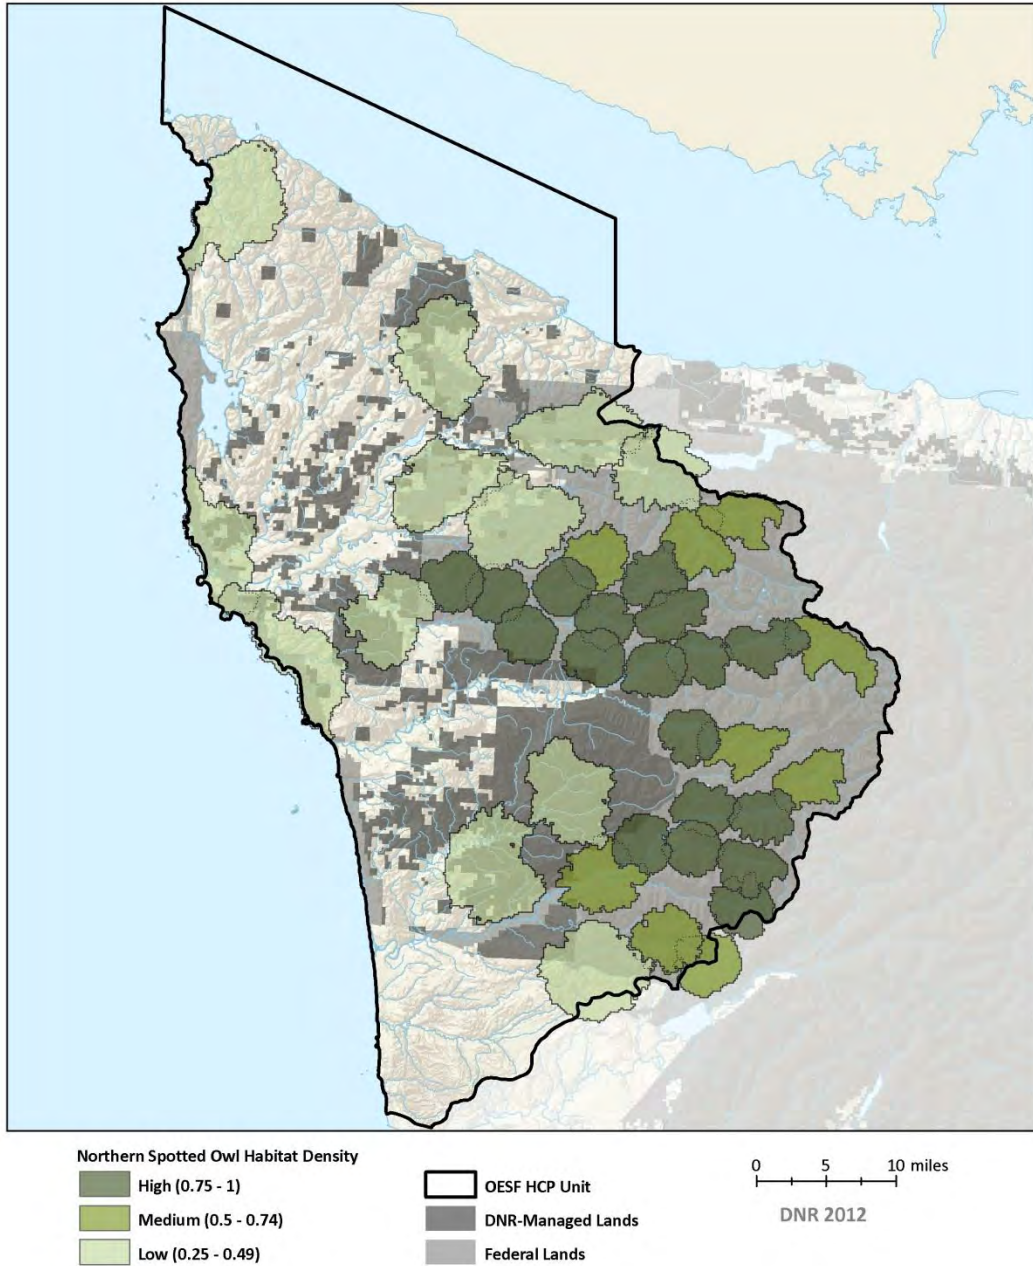 Northern Spotted Owl Habitat Density
High (0.75 - 1)
Medium (0.5 - 0.74)
Low (0.25 - 0.49)
OESF HCP Unit
DNR-Managed Lands
Federal Lands
0 5 10 miles
DNR 2012